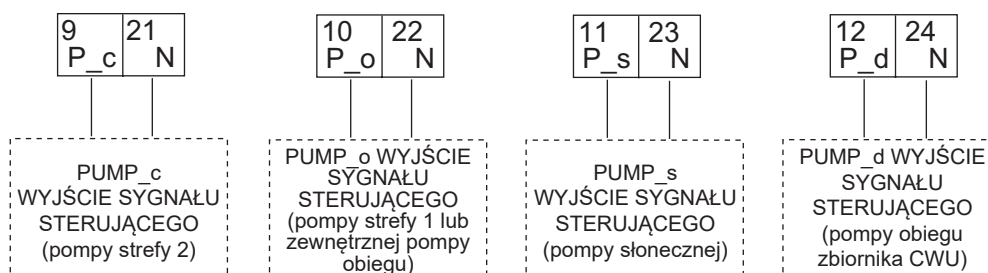 9 21
P_c N
PUMP_c
WYJŚCIE SYGNAŁU
STERUJĄCEGO
(pompy strefy 2)
10 22
P_o N
PUMP_o WYJŚCIE
SYGNAŁU
STERUJĄCEGO
(pompy strefy 1 lub
zewnętrznej pompy
obiegu)
11 23
P_s N
PUMP_s
WYJŚCIE SYGNAŁU
STERUJĄCEGO
(pompy słonecznej)
12 24
P_d N
PUMP_d WYJŚCIE
SYGNAŁU
STERUJĄCEGO
(pompy obiegu
zbiornika CWU)